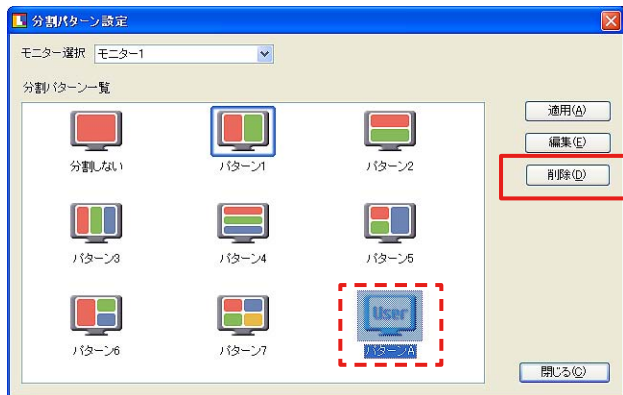 分割パターン設定
モニター選択 モニター1
分割パターン一覧
適用(A)
編集(E)
削除(D)
分割しない パターン1 パターン2
パターン3 パターン4 パターン5
User
パターン6 パターン7 パターンA
閉じる(C)